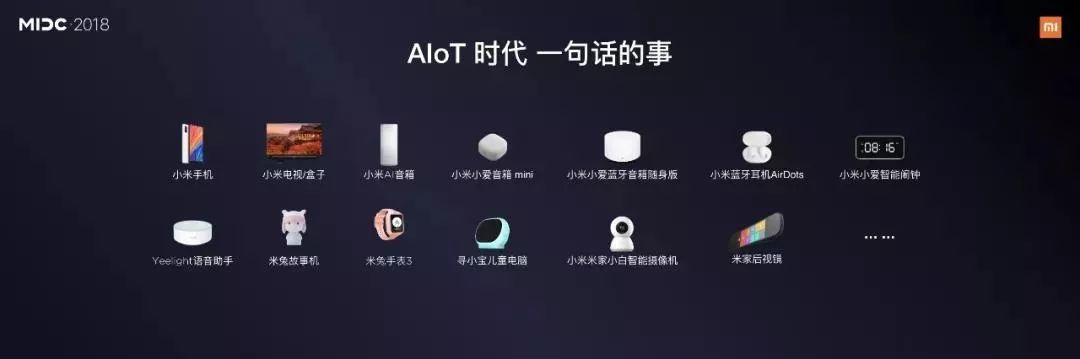 MIDC·2018
AIoT 时代 一句话的事
08:16
小米手机 小米电视/盒子 小米AI音箱 小米小爱音箱 mini 小米小爱蓝牙音箱随身版 小米蓝牙耳机AirDots 小米小爱智能闹钟
Yeelight语音助手 米兔故事机 米兔手表3 寻小宝儿童电脑 小米米家小白智能摄像机 米家后视镜 ... ...